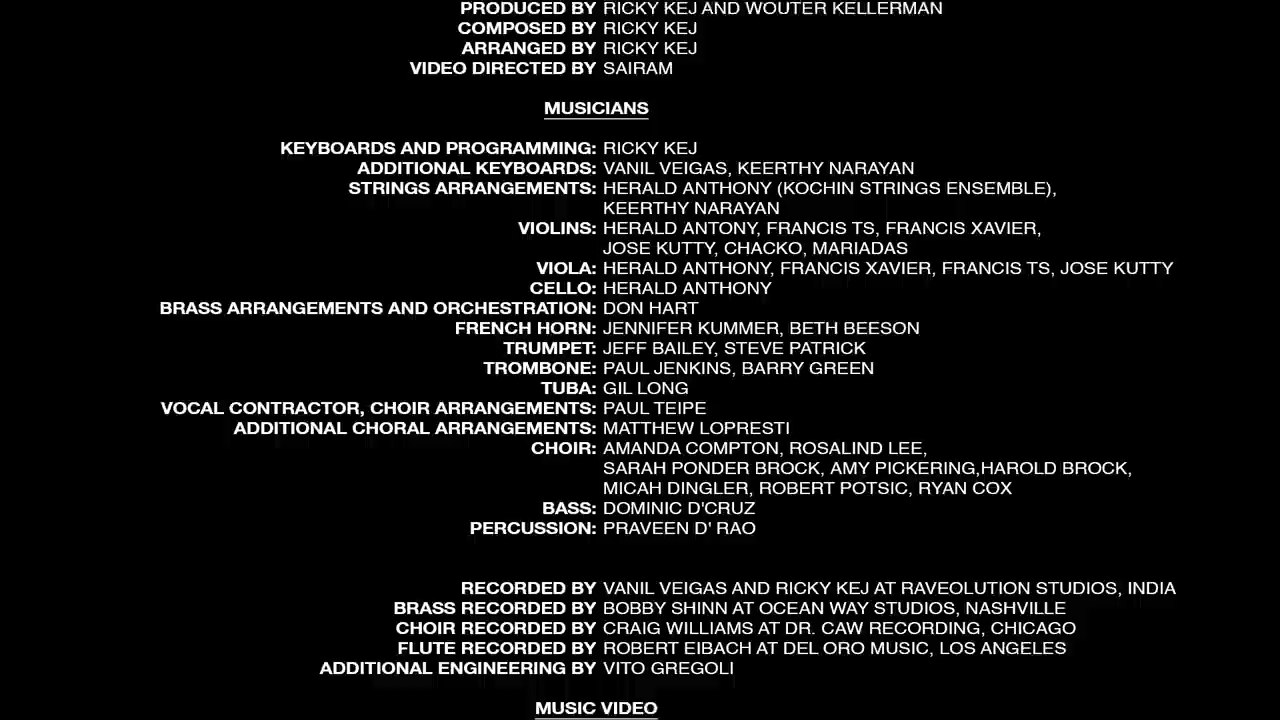 PRODUCED BY RICKY KEJ AND WOUTER KELLERMAN
COMPOSED BY RICKY KEJ
ARRANGED BY RICKY KEJ
VIDEO DIRECTED BY SAIRAM
MUSICIANS
KEYBOARDS AND PROGRAMMING: RICKY KEJ
ADDITIONAL KEYBOARDS: VANIL VEIGAS, KEERTHY NARAYAN
STRINGS ARRANGEMENTS: HERALD ANTHONY (KOCHIN STRINGS ENSEMBLE),
KEERTHY NARAYAN
VIOLINS: HERALD ANTONY, FRANCIS TS, FRANCIS XAVIER,
JOSE KUTTY, CHACKO, MARIADAS
VIOLA: HERALD ANTHONY, FRANCIS XAVIER, FRANCIS TS, JOSE KUTTY
CELLO: HERALD ANTHONY
BRASS ARRANGEMENTS AND ORCHESTRATION: DON HART
FRENCH HORN: JENNIFER KUMMER, BETH BEESON
TRUMPET: JEFF BAILEY, STEVE PATRICK
TROMBONE: PAUL JENKINS, BARRY GREEN
TUBA: GIL LONG
VOCAL CONTRACTOR, CHOIR ARRANGEMENTS: PAUL TEIPE
ADDITIONAL CHORAL ARRANGEMENTS: MATTHEW LOPRESTI
CHOIR: AMANDA COMPTON, ROSALIND LEE,
SARAH PONDER BROCK, AMY PICKERING,HAROLD BROCK,
MICAH DINGLER, ROBERT POTSIC, RYAN COX
BASS: DOMINIC D'CRUZ
PERCUSSION: PRAVEEN D' RAO
RECORDED BY VANIL VEIGAS AND RICKY KEJ AT RAVEOLUTION STUDIOS, INDIA
BRASS RECORDED BY BOBBY SHINN AT OCEAN WAY STUDIOS, NASHVILLE
CHOIR RECORDED BY CRAIG WILLIAMS AT DR. CAW RECORDING, CHICAGO
FLUTE RECORDED BY ROBERT EIBACH AT DEL ORO MUSIC, LOS ANGELES
ADDITIONAL ENGINEERING BY VITO GREGOLI
MUSIC VIDEO